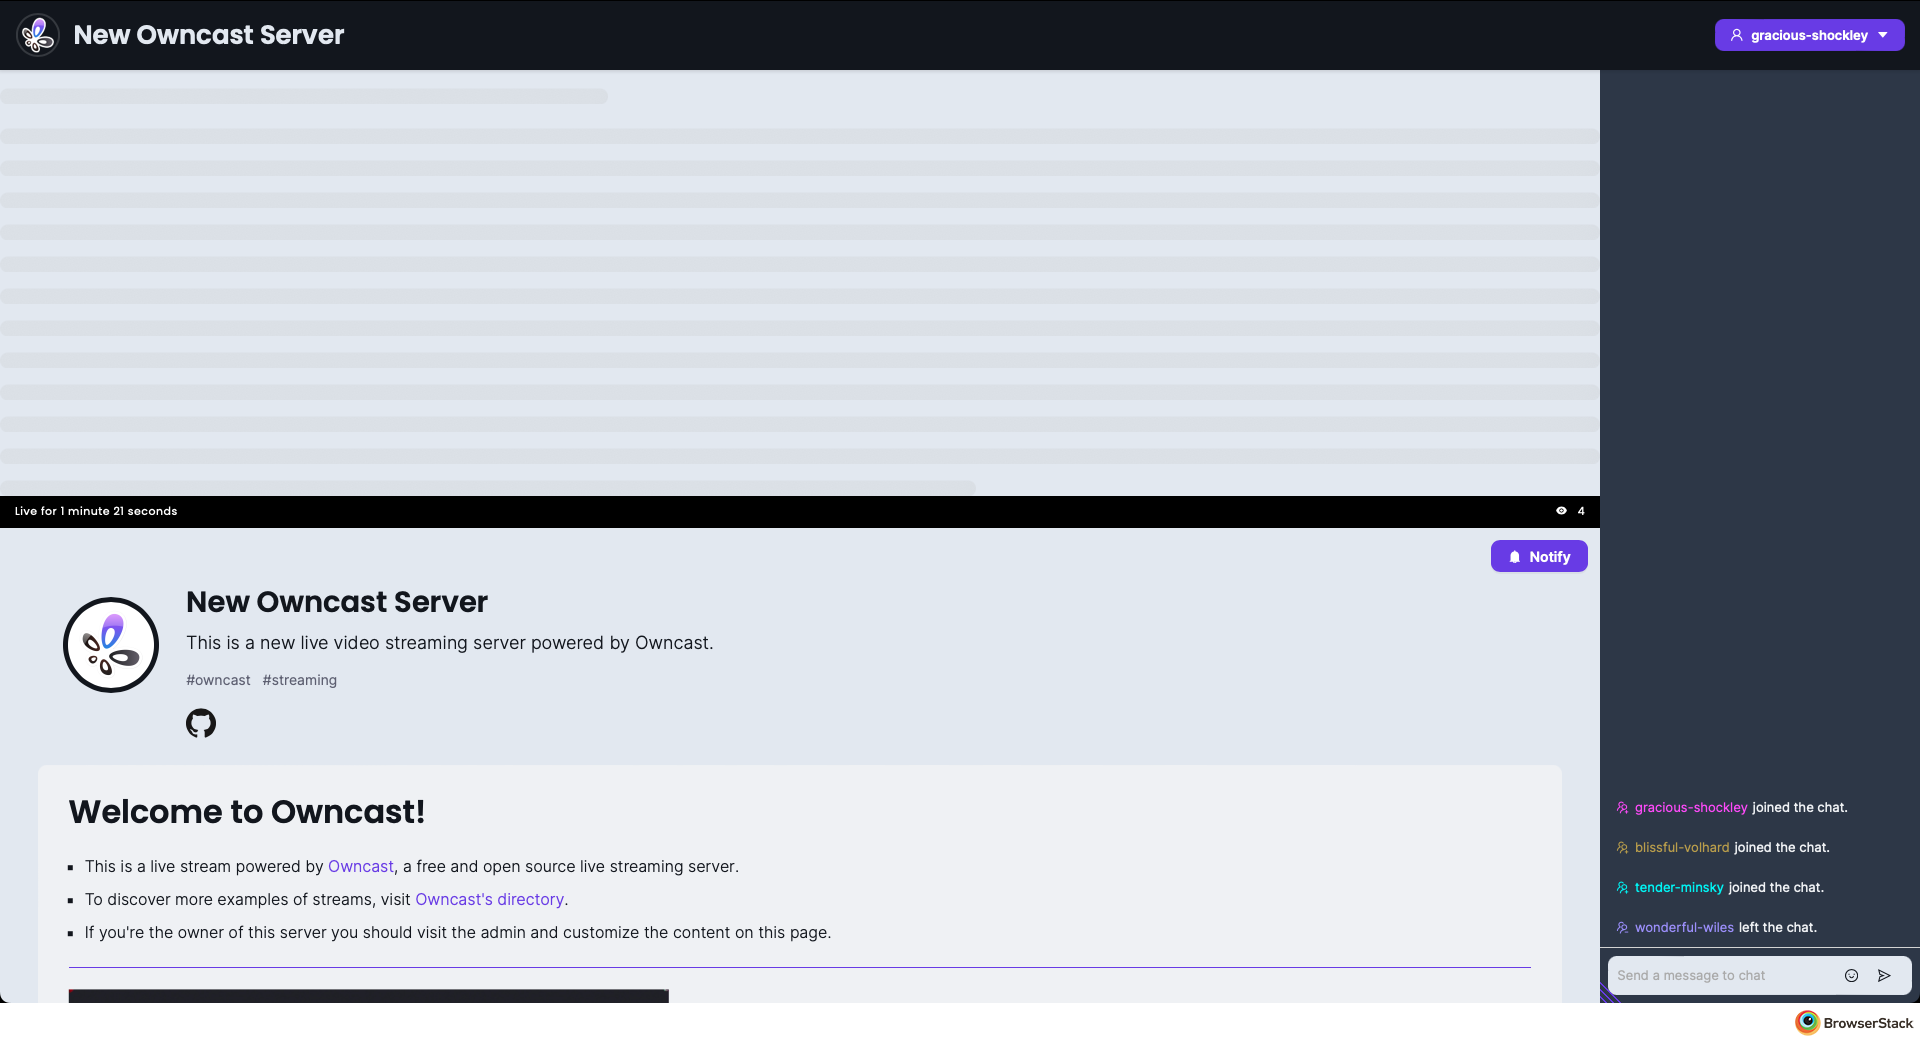 New Owncast Server
gracious-shockley
Live for 1 minute 21 seconds
4
Notify
New Owncast Server
This is a new live video streaming server powered by Owncast.
#owncast #streaming
Welcome to Owncast!
This is a live stream powered by Owncast, a free and open source live streaming server.
To discover more examples of streams, visit Owncast's directory.
If you're the owner of this server you should visit the admin and customize the content on this page.
gracious-shockley joined the chat.
blissful-volhard joined the chat.
tender-minsky joined the chat.
wonderful-wiles left the chat.
Send a message to chat
BrowserStack